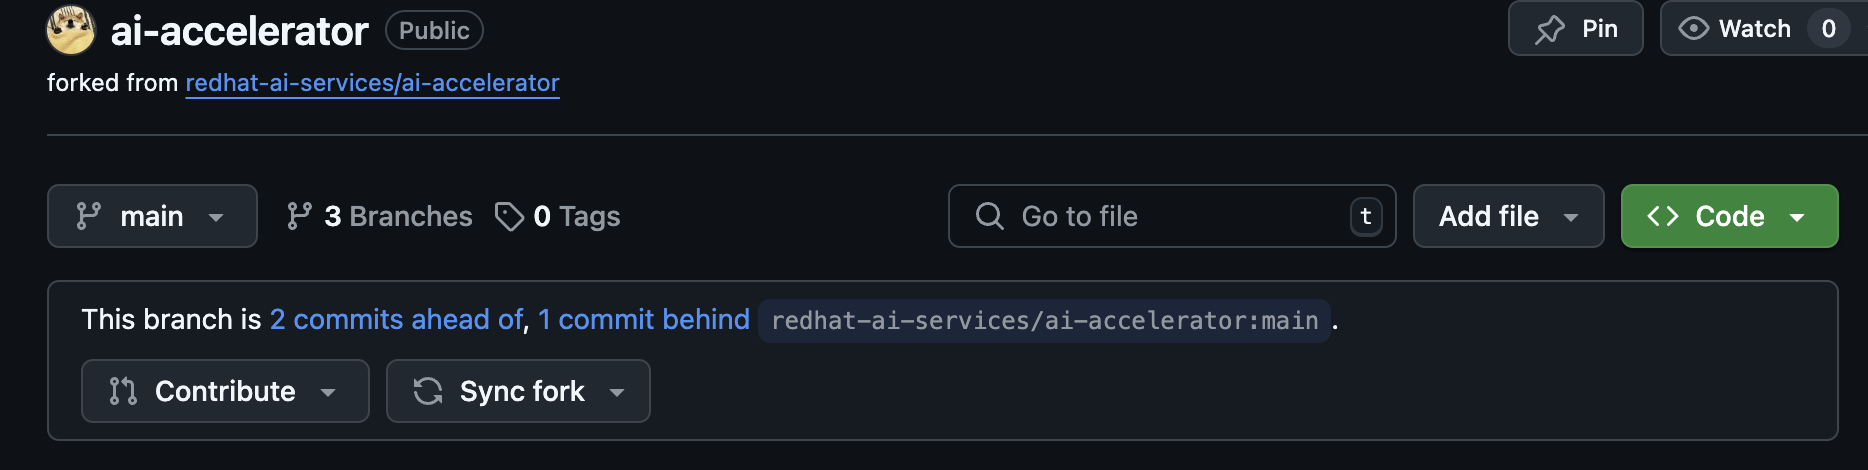 ai-accelerator Public Pin Watch 0
forked from redhat-ai-services/ai-accelerator
main 3 Branches 0 Tags Go to file t Add file <> Code
This branch is 2 commits ahead of, 1 commit behind redhat-ai-services/ai-accelerator:main.
Contribute Sync fork